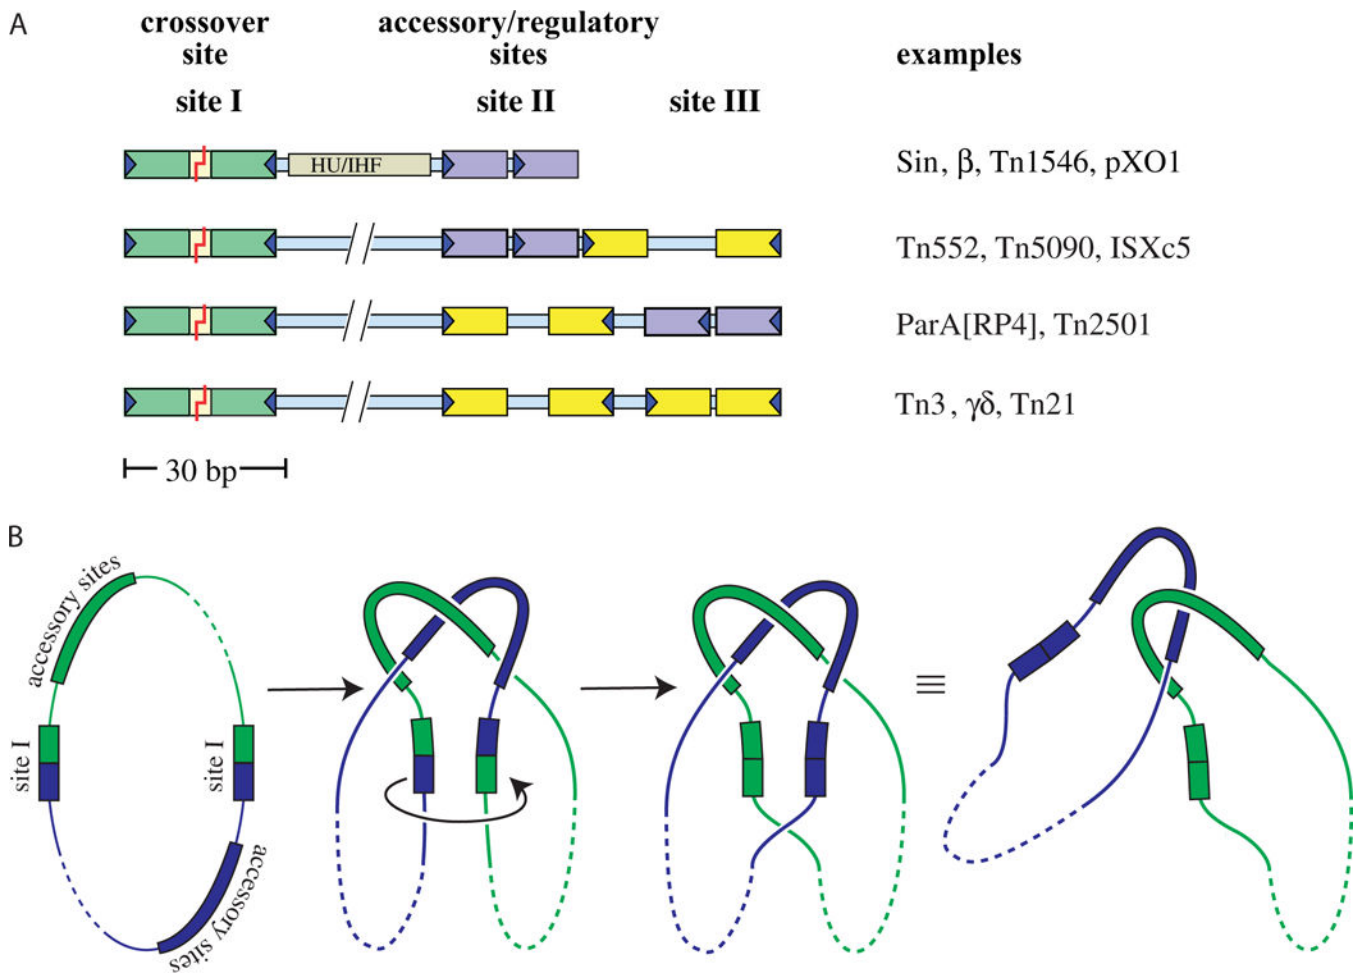 A
crossover
site
accessory/regulatory
sites
examples
site I
site II
site III
HU/IHF
Sin, β, Tn1546, pXO1
Tn552, Tn5090, ISXc5
ParA[RP4], Tn2501
Tn3, γδ, Tn21
30 bp
B
accessory sites
site I
site I
accessory sites
≡